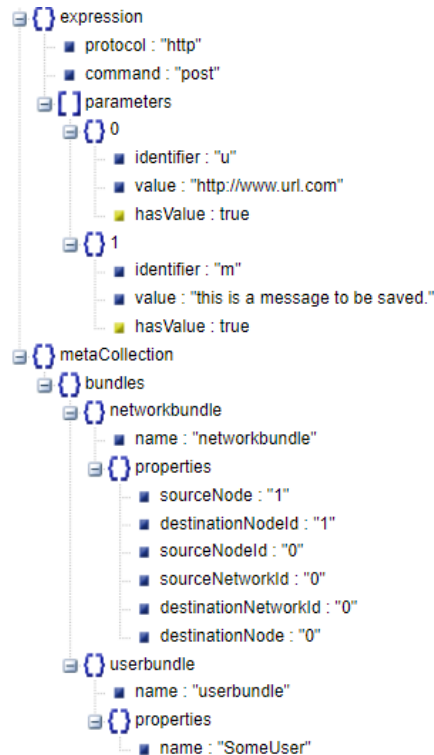 expression
protocol : "http"
command : "post"
parameters
0
identifier : "u"
value : "http://www.url.com"
hasValue : true
1
identifier : "m"
value : "this is a message to be saved."
hasValue : true
metaCollection
bundles
networkbundle
name : "networkbundle"
properties
sourceNode : "1"
destinationNodeId : "1"
sourceNodeId : "0"
sourceNetworkId : "0"
destinationNetworkId : "0"
destinationNode : "0"
userbundle
name : "userbundle"
properties
name : "SomeUser"